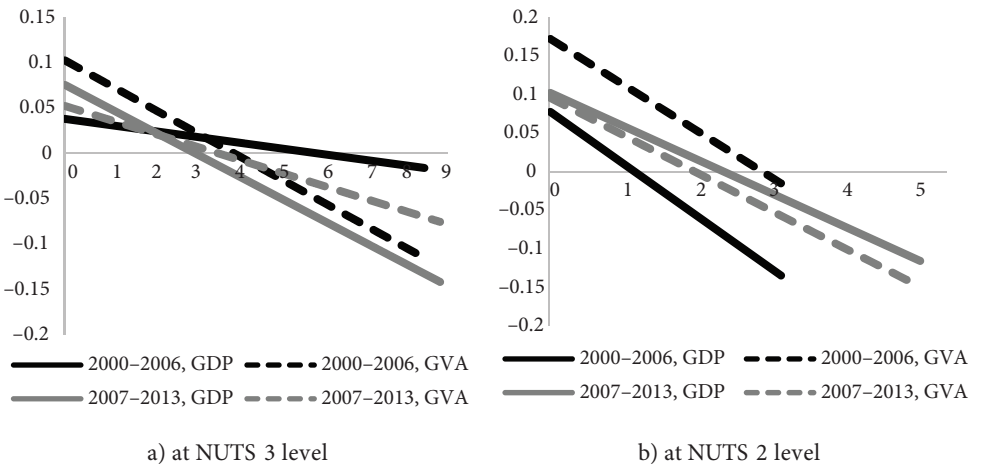 0.15
0.1
0.05
0
–0.05
–0.1
–0.15
–0.2
0 1 2 3 4 5 6 7 8 9
2000–2006, GDP 2000–2006, GVA
2007–2013, GDP 2007–2013, GVA
a) at NUTS 3 level
0.2
0.15
0.1
0.05
0
–0.05
–0.1
–0.15
–0.2
0 1 2 3 4 5
2000–2006, GDP 2000–2006, GVA
2007–2013, GDP 2007–2013, GVA
b) at NUTS 2 level